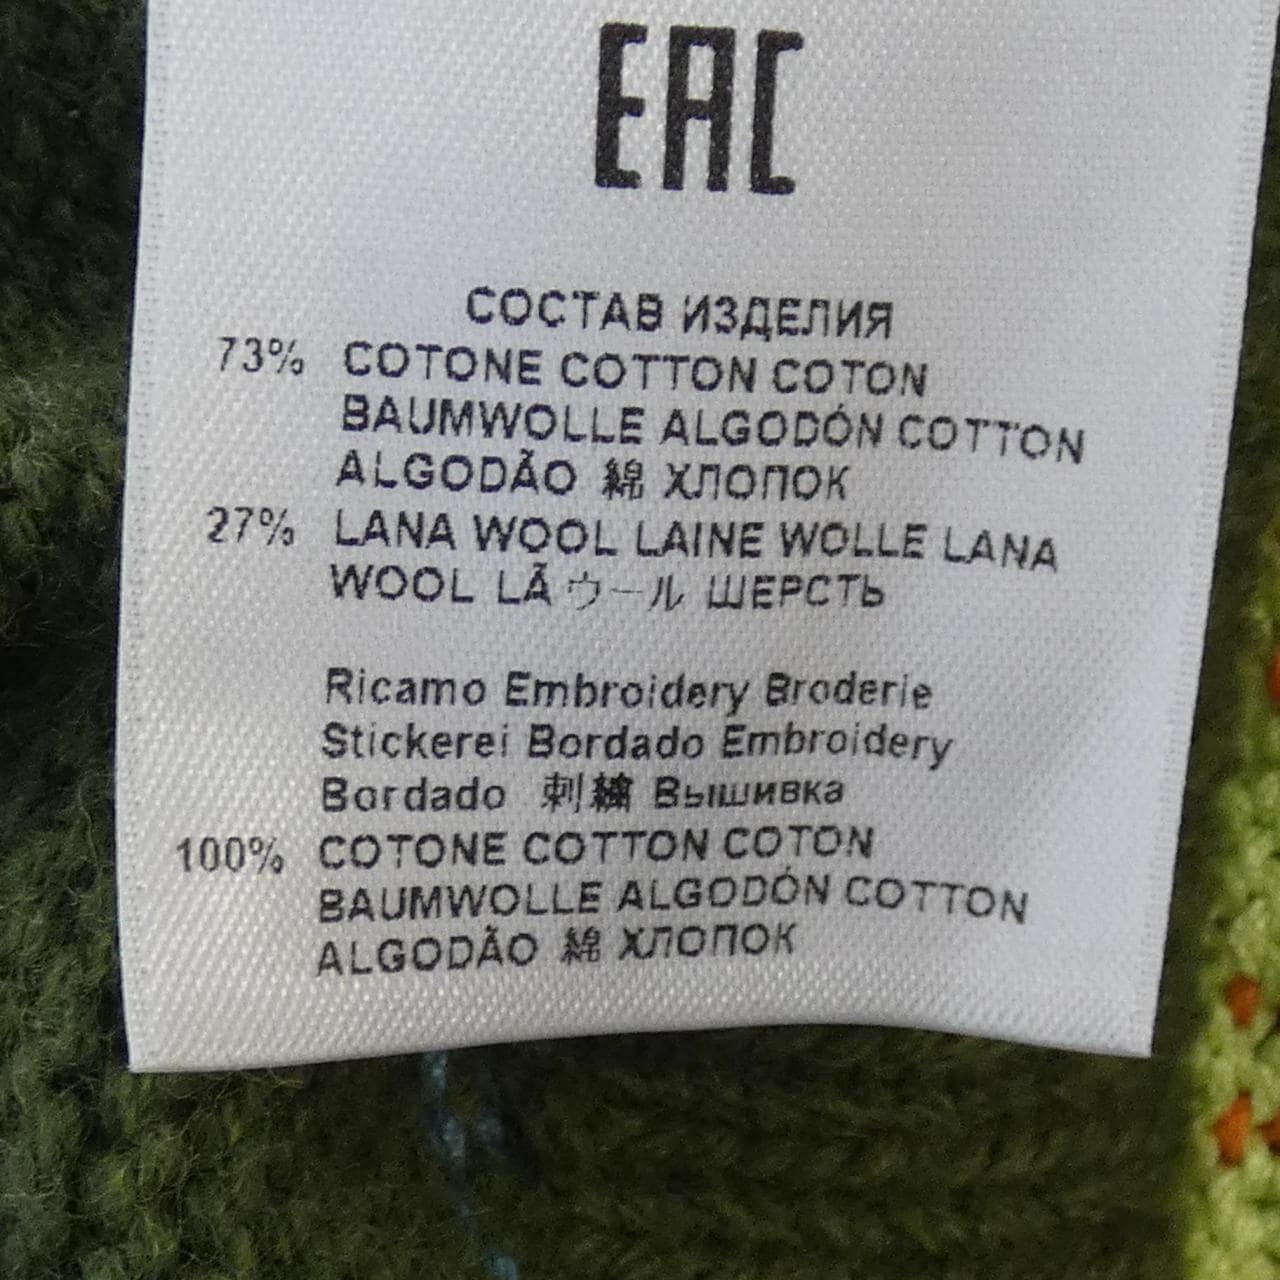 EAC
СОСТАВ ИЗДЕЛИЯ
73% COTONE COTTON COTON
BAUMWOLLE ALGODÓN COTTON
ALGODÃO 綿 ХЛОПОК
27% LANA WOOL LAINE WOLLE LANA
WOOL LÃ ウール ШЕРСТЬ
Ricamo Embroidery Broderie
Stickerei Bordado Embroidery
Bordado 刺繍 Вышивка
100% COTONE COTTON COTON
BAUMWOLLE ALGODÓN COTTON
ALGODÃO 綿 ХЛОПОК